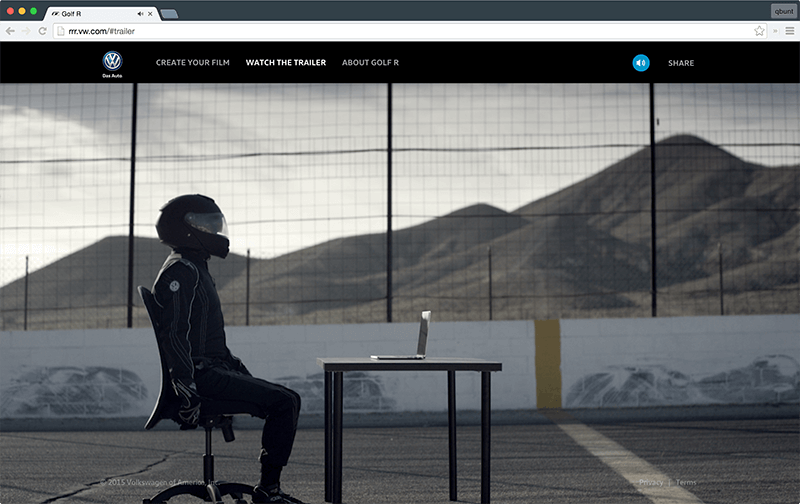 Golf R
qbunt
rrr.vw.com/#trailer
Das Auto.
CREATE YOUR FILM
WATCH THE TRAILER
ABOUT GOLF R
SHARE
© 2015 Volkswagen of America, Inc.
Privacy | Terms